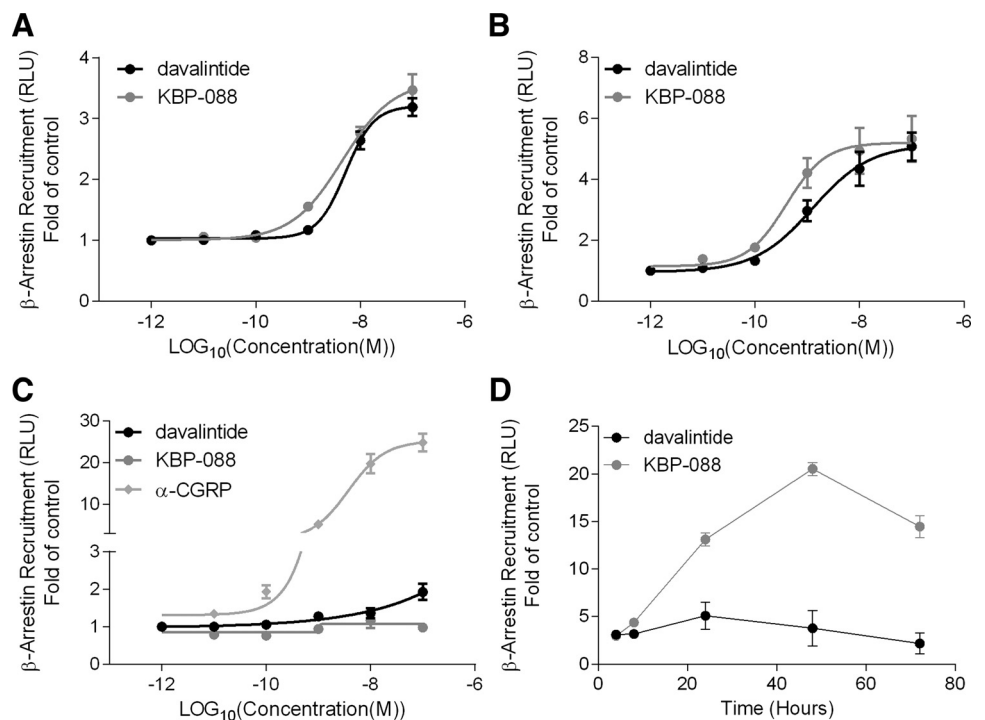 A
β-Arrestin Recruitment (RLU)
Fold of control
4
3
2
1
0
davalintide
KBP-088
-12 -10 -8 -6
LOG10(Concentration(M))
B
β-Arrestin Recruitment (RLU)
Fold of control
8
6
4
2
0
davalintide
KBP-088
-12 -10 -8 -6
LOG10(Concentration(M))
C
β-Arrestin Recruitment (RLU)
Fold of control
30
20
10
3
2
1
0
davalintide
KBP-088
α-CGRP
-12 -10 -8 -6
LOG10(Concentration(M))
D
β-Arrestin Recruitment (RLU)
Fold of control
25
20
15
10
5
0
davalintide
KBP-088
0 20 40 60 80
Time (Hours)